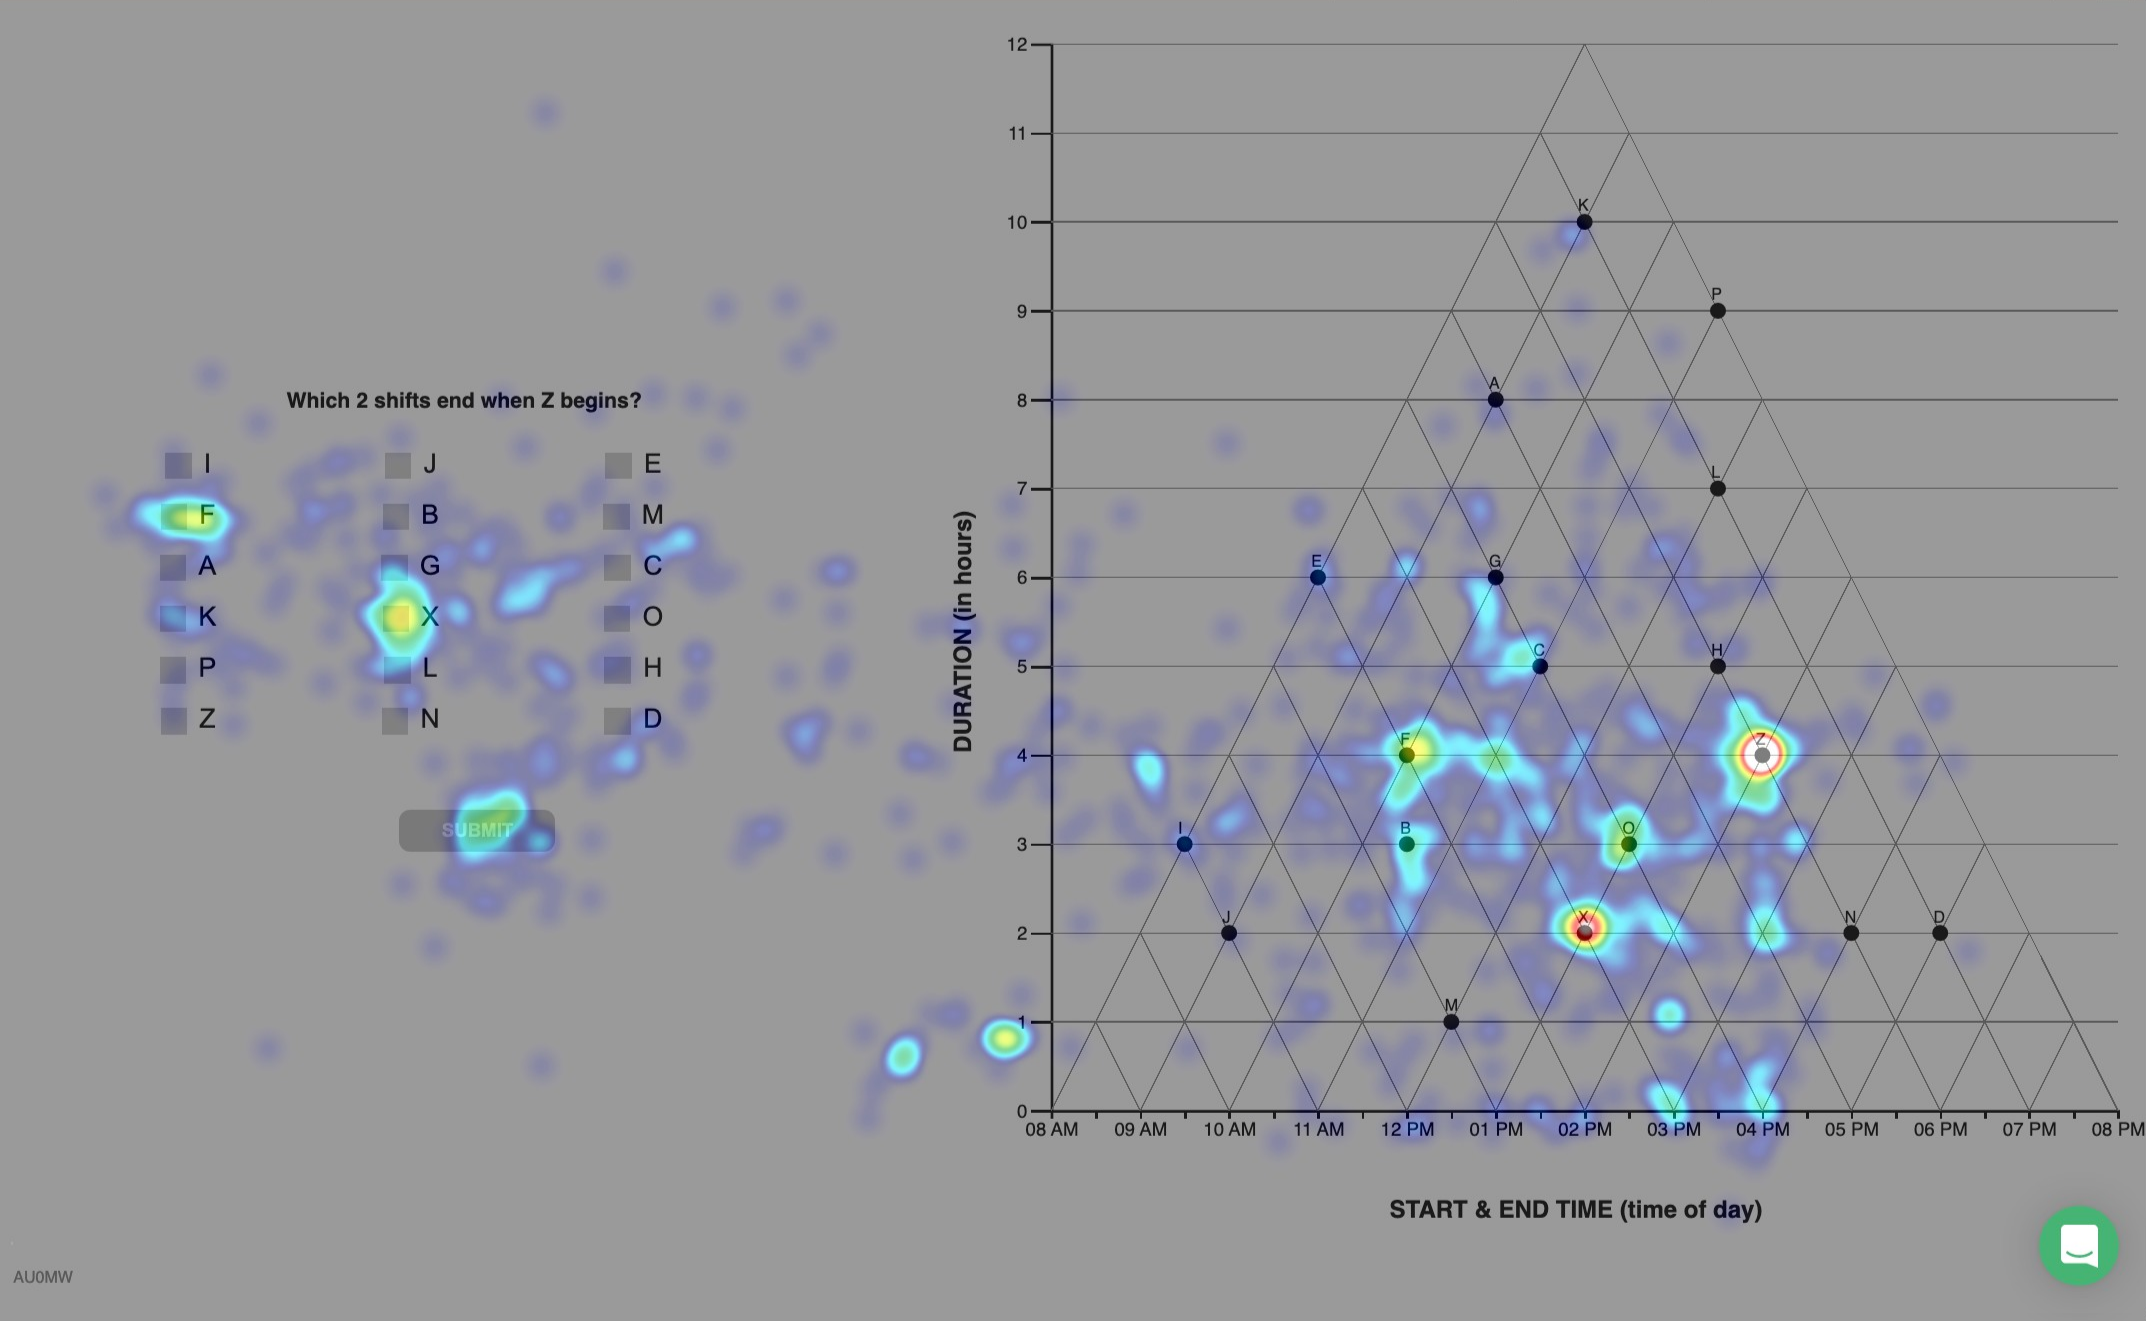 Which 2 shifts end when Z begins?
I J E
F B M
A G C
K X O
P L H
Z N D
SUBMIT
AU0MW
DURATION (in hours)
12
11
10
9
8
7
6
5
4
3
2
1
0
K
P
A
L
E G
C H
F Z
I B O
J X N D
M
08 AM 09 AM 10 AM 11 AM 12 PM 01 PM 02 PM 03 PM 04 PM 05 PM 06 PM 07 PM 08 PM
START & END TIME (time of day)